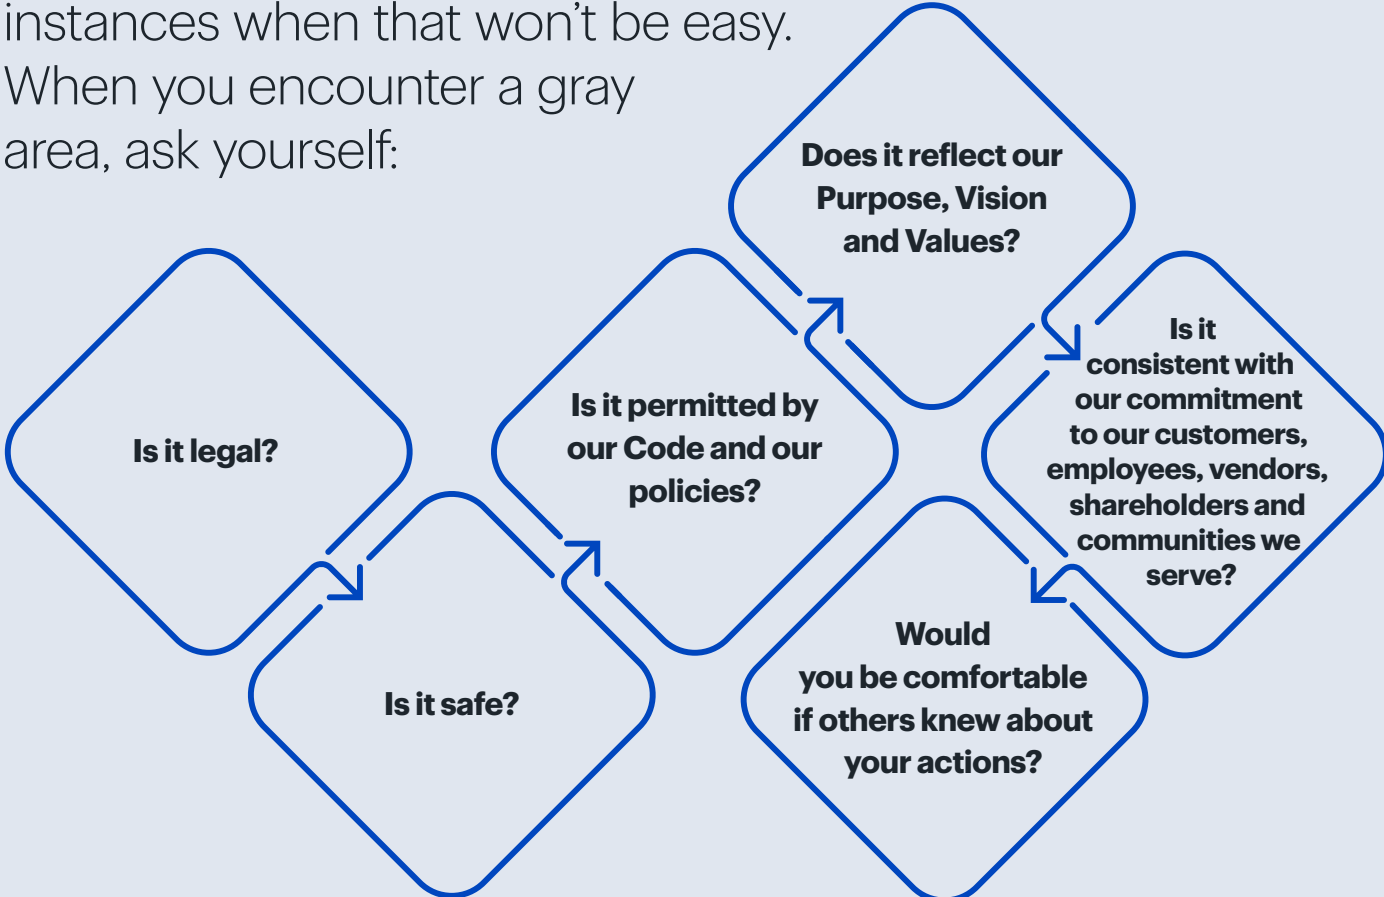 instances when that won’t be easy.
When you encounter a gray
area, ask yourself:
Is it legal?
Is it safe?
Is it permitted by
our Code and our
policies?
Does it reflect our
Purpose, Vision
and Values?
Is it
consistent with
our commitment
to our customers,
employees, vendors,
shareholders and
communities we
serve?
Would
you be comfortable
if others knew about
your actions?